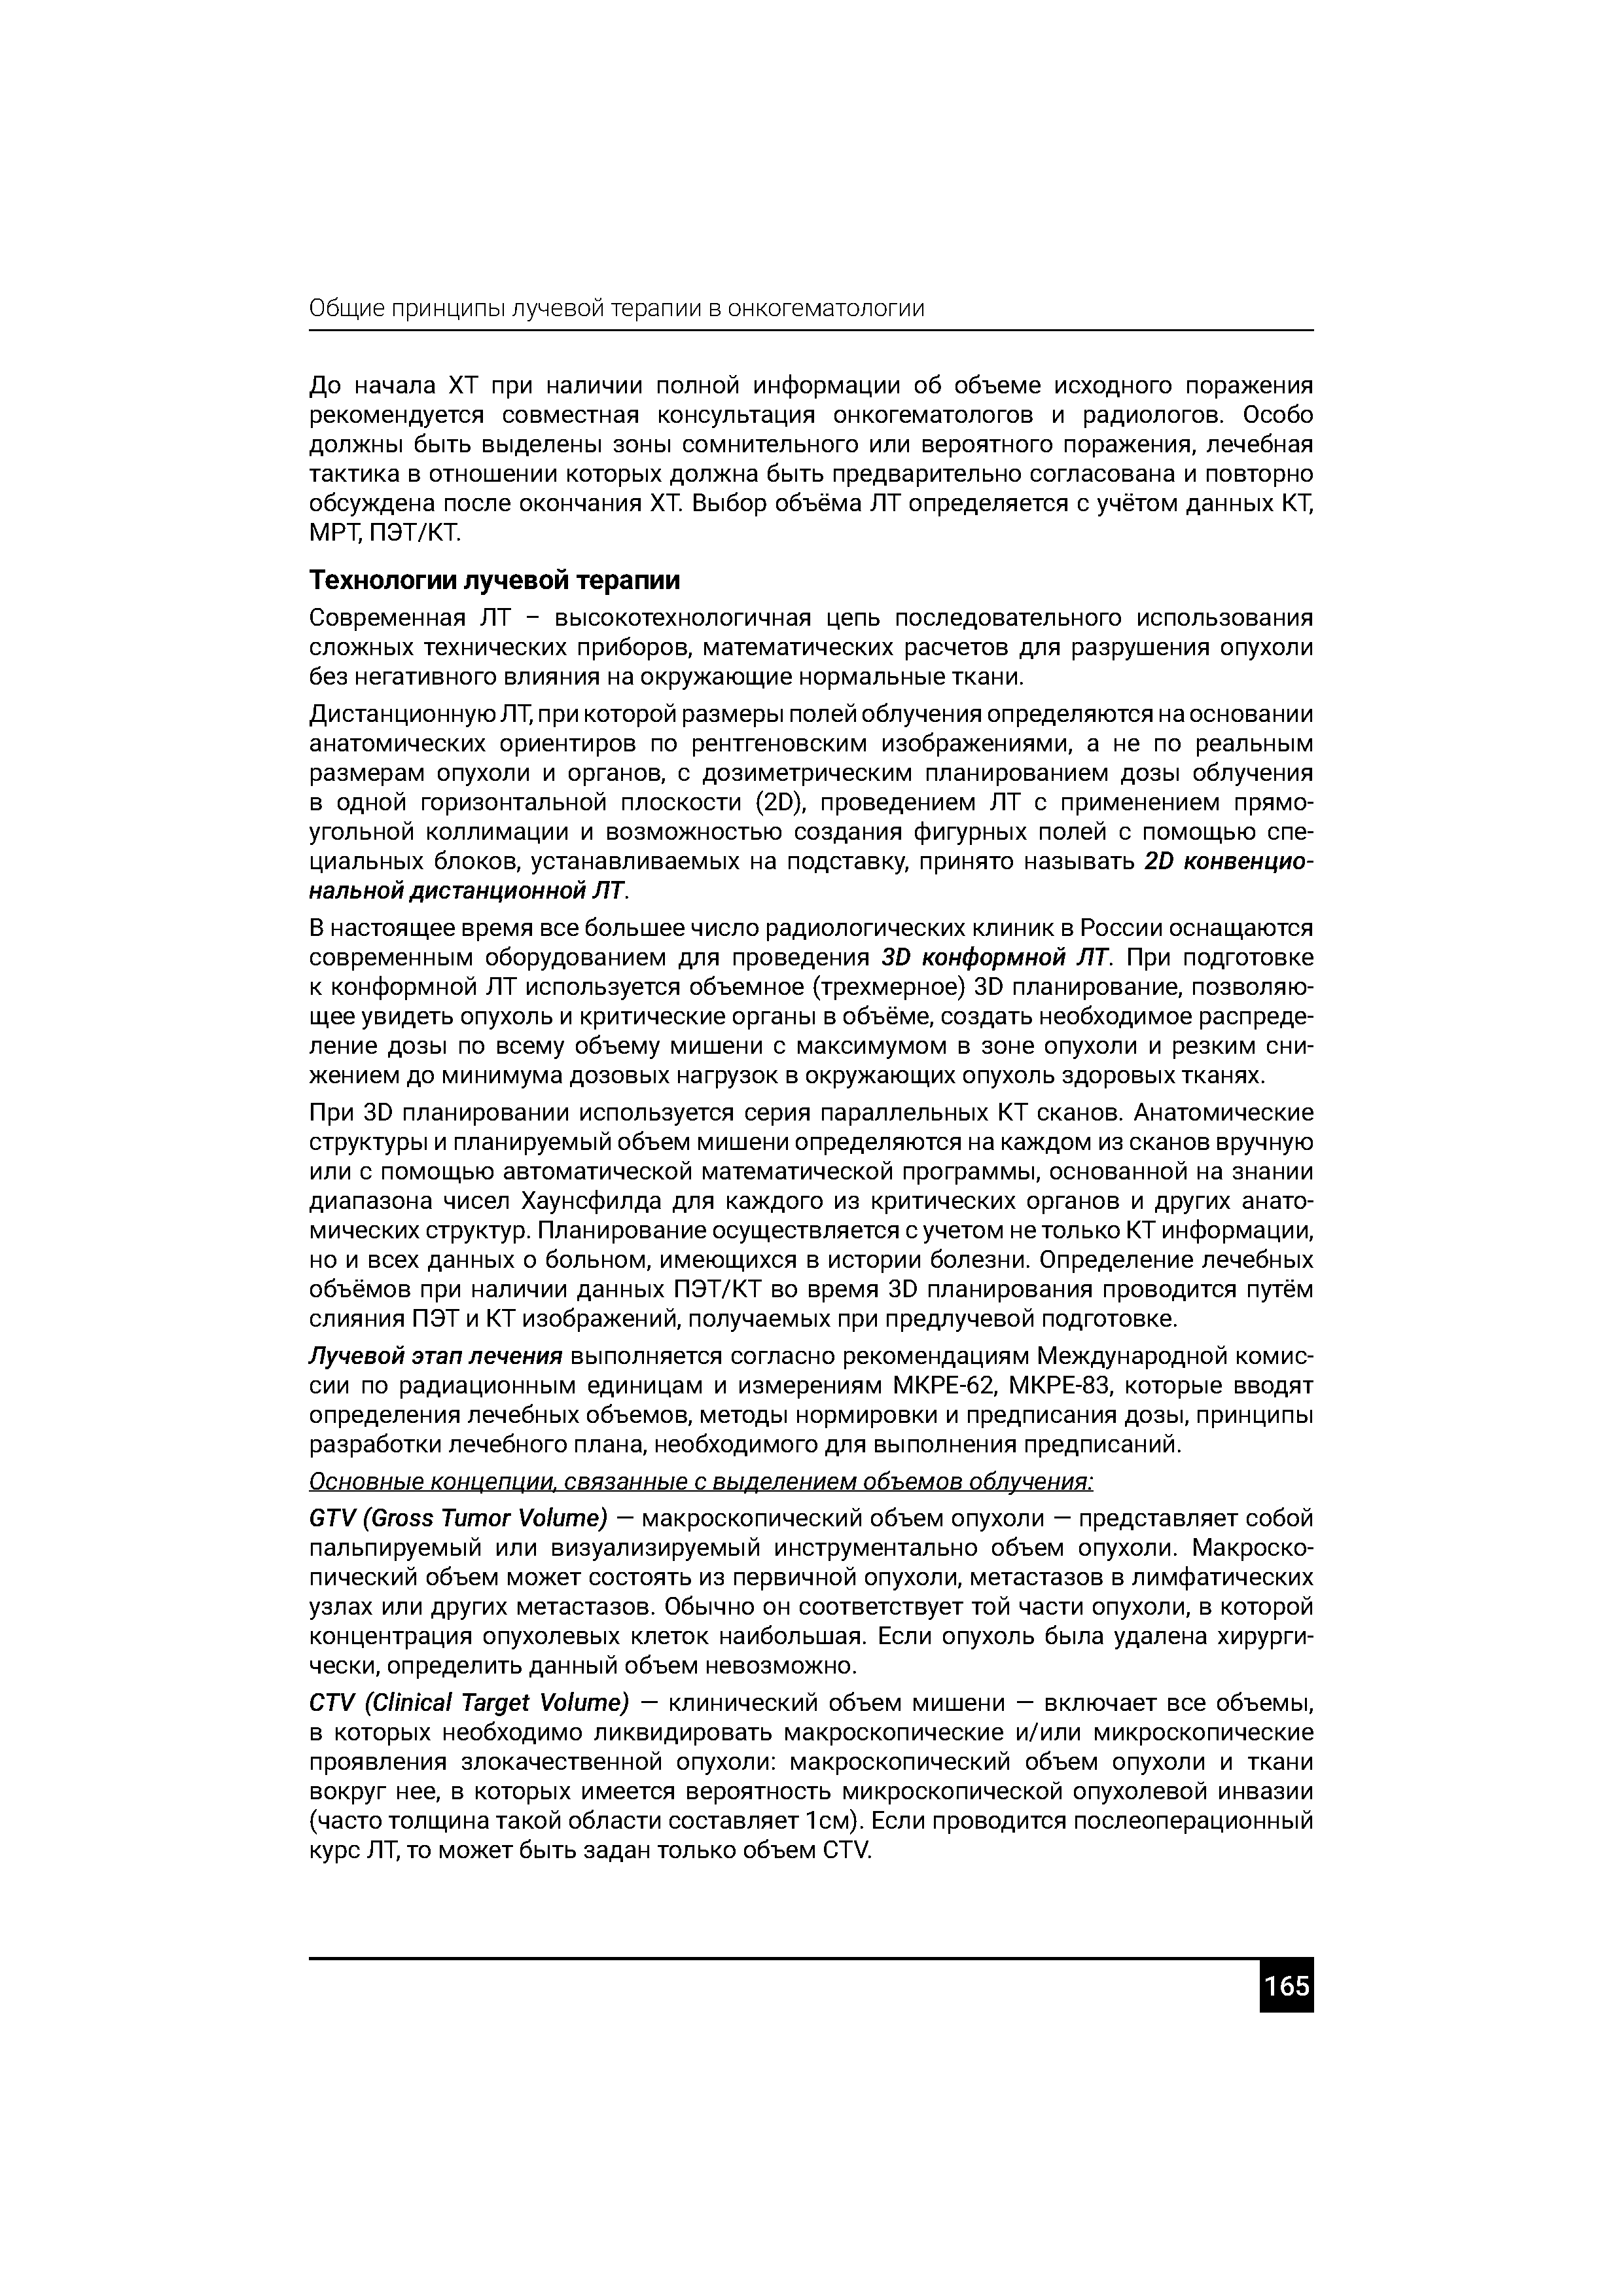 Общие принципы лучевой терапии в онкогематологии
До начала ХТ при наличии полной информации об объеме исходного поражения
рекомендуется совместная консультация онкогематологов и радиологов. Особо
должны быть выделены зоны сомнительного или вероятного поражения, лечебная
тактика в отношении которых должна быть предварительно согласована и повторно
обсуждена после окончания ХТ. Выбор объёма ЛТ определяется с учётом данных КТ,
МРТ, ПЭТ/КТ.
Технологии лучевой терапии
Современная ЛТ – высокотехнологичная цепь последовательного использования
сложных технических приборов, математических расчетов для разрушения опухоли
без негативного влияния на окружающие нормальные ткани.
Дистанционную ЛТ, при которой размеры полей облучения определяются на основании
анатомических ориентиров по рентгеновским изображениями, а не по реальным
размерам опухоли и органов, с дозиметрическим планированием дозы облучения
в одной горизонтальной плоскости (2D), проведением ЛТ с применением прямо-
угольной коллимации и возможностью создания фигурных полей с помощью спе-
циальных блоков, устанавливаемых на подставку, принято называть 2D конвенцио-
нальной дистанционной ЛТ.
В настоящее время все большее число радиологических клиник в России оснащаются
современным оборудованием для проведения 3D конформной ЛТ. При подготовке
к конформной ЛТ используется объемное (трехмерное) 3D планирование, позволяю-
щее увидеть опухоль и критические органы в объёме, создать необходимое распреде-
ление дозы по всему объему мишени с максимумом в зоне опухоли и резким сни-
жением до минимума дозовых нагрузок в окружающих опухоль здоровых тканях.
При 3D планировании используется серия параллельных КТ сканов. Анатомические
структуры и планируемый объем мишени определяются на каждом из сканов вручную
или с помощью автоматической математической программы, основанной на знании
диапазона чисел Хаунсфилда для каждого из критических органов и других анато-
мических структур. Планирование осуществляется с учетом не только КТ информации,
но и всех данных о больном, имеющихся в истории болезни. Определение лечебных
объёмов при наличии данных ПЭТ/КТ во время 3D планирования проводится путём
слияния ПЭТ и КТ изображений, получаемых при предлучевой подготовке.
Лучевой этап лечения выполняется согласно рекомендациям Международной комис-
сии по радиационным единицам и измерениям МКРЕ-62, МКРЕ-83, которые вводят
определения лечебных объемов, методы нормировки и предписания дозы, принципы
разработки лечебного плана, необходимого для выполнения предписаний.
Основные концепции, связанные с выделением объемов облучения:
GTV (Gross Tumor Volume) — макроскопический объем опухоли — представляет собой
пальпируемый или визуализируемый инструментально объем опухоли. Макроско-
пический объем может состоять из первичной опухоли, метастазов в лимфатических
узлах или других метастазов. Обычно он соответствует той части опухоли, в которой
концентрация опухолевых клеток наибольшая. Если опухоль была удалена хирурги-
чески, определить данный объем невозможно.
CTV (Clinical Target Volume) — клинический объем мишени — включает все объемы,
в которых необходимо ликвидировать макроскопические и/или микроскопические
проявления злокачественной опухоли: макроскопический объем опухоли и ткани
вокруг нее, в которых имеется вероятность микроскопической опухолевой инвазии
(часто толщина такой области составляет 1см). Если проводится послеоперационный
курс ЛТ, то может быть задан только объем CTV.
165